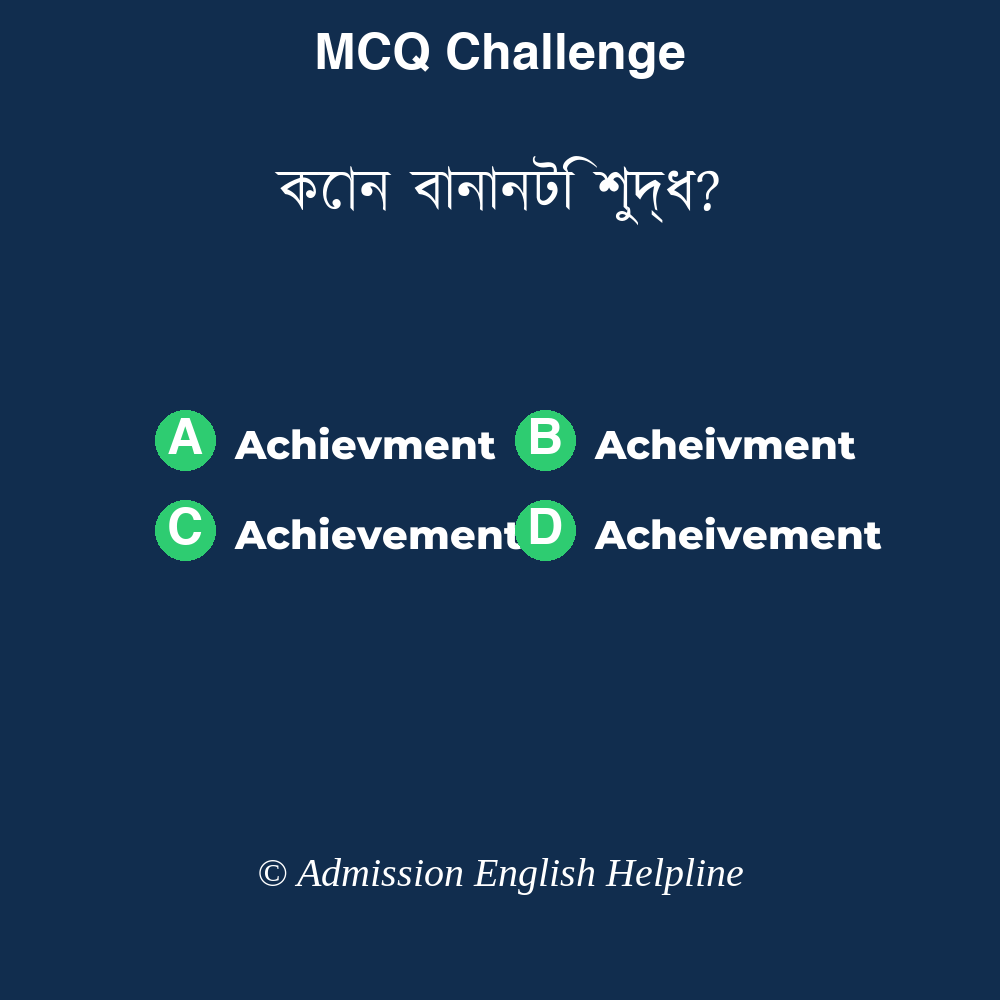 MCQ Challenge
কোন বানানটি শুদ্ধ?
A Achievment B Acheivment
C Achievement D Acheivement
© Admission English Helpline